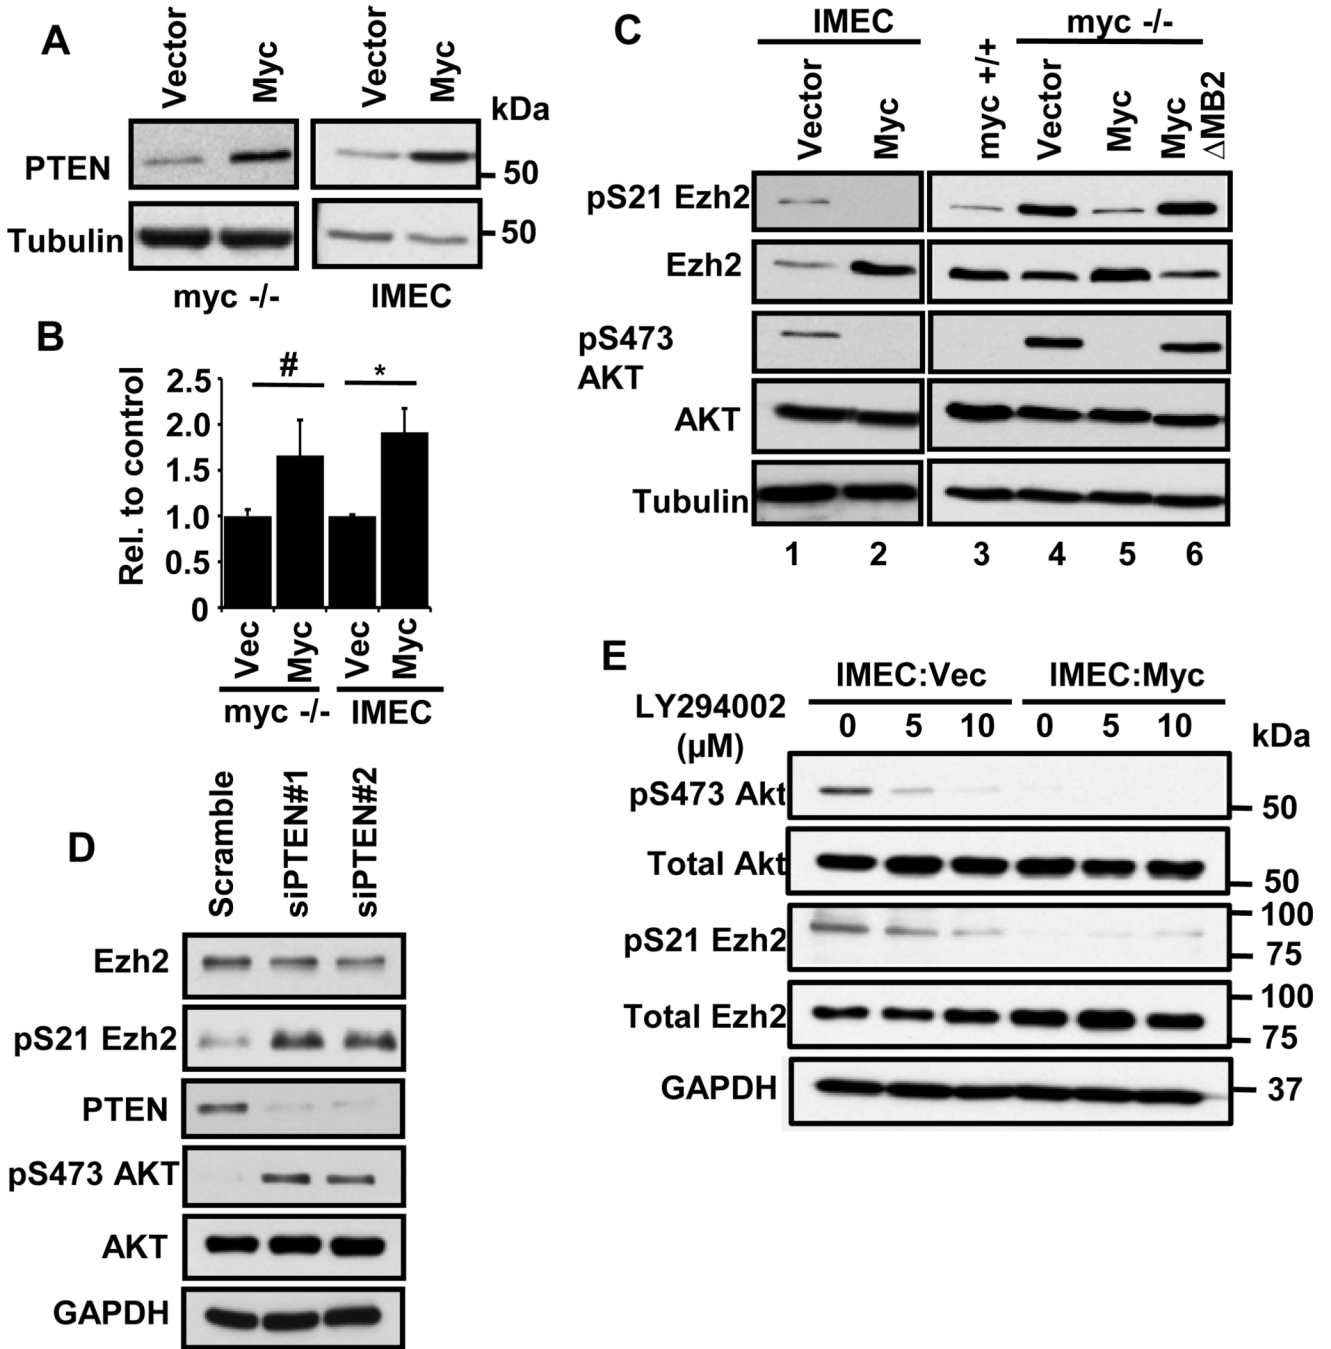 A
Vector
Myc
Vector
Myc
kDa
PTEN
50
Tubulin
50
myc -/-
IMEC
B
Rel. to control
2.5
2.0
1.5
1.0
0.5
0
#
*
Vec
Myc
Vec
Myc
myc -/-
IMEC
C
IMEC
myc -/-
Vector
Myc
myc +/+
Vector
Myc
Myc
ΔMB2
pS21 Ezh2
Ezh2
pS473
AKT
AKT
Tubulin
1 2 3 4 5 6
D
Scramble
siPTEN#1
siPTEN#2
Ezh2
pS21 Ezh2
PTEN
pS473 AKT
AKT
GAPDH
E
IMEC:Vec IMEC:Myc
LY294002
(µM)
0 5 10 0 5 10
kDa
pS473 Akt
50
Total Akt
50
pS21 Ezh2
100
75
Total Ezh2
100
75
GAPDH
37